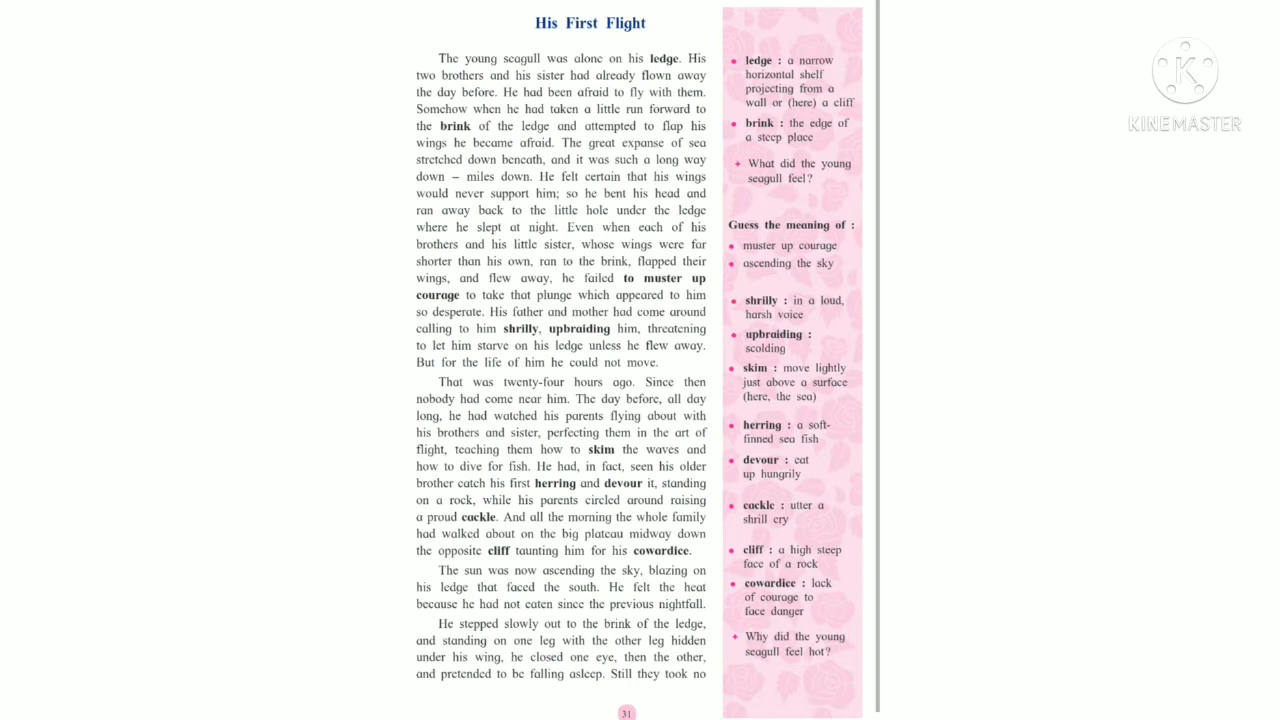 His First Flight
The young seagull was alone on his ledge. His
two brothers and his sister had already flown away
the day before. He had been afraid to fly with them.
Somehow when he had taken a little run forward to
the brink of the ledge and attempted to flap his
wings he became afraid. The great expanse of sea
stretched down beneath, and it was such a long way
down – miles down. He felt certain that his wings
would never support him; so he bent his head and
ran away back to the little hole under the ledge
where he slept at night. Even when each of his
brothers and his little sister, whose wings were far
shorter than his own, ran to the brink, flapped their
wings, and flew away, he failed to muster up
courage to take that plunge which appeared to him
so desperate. His father and mother had come around
calling to him shrilly, upbraiding him, threatening
to let him starve on his ledge unless he flew away.
But for the life of him he could not move.
That was twenty-four hours ago. Since then
nobody had come near him. The day before, all day
long, he had watched his parents flying about with
his brothers and sister, perfecting them in the art of
flight, teaching them how to skim the waves and
how to dive for fish. He had, in fact, seen his older
brother catch his first herring and devour it, standing
on a rock, while his parents circled around raising
a proud cackle. And all the morning the whole family
had walked about on the big plateau midway down
the opposite cliff taunting him for his cowardice.
The sun was now ascending the sky, blazing on
his ledge that faced the south. He felt the heat
because he had not eaten since the previous nightfall.
He stepped slowly out to the brink of the ledge,
and standing on one leg with the other leg hidden
under his wing, he closed one eye, then the other,
and pretended to be falling asleep. Still they took no
31
ledge : a narrow
horizontal shelf
projecting from a
wall or (here) a cliff
brink : the edge of
a steep place
What did the young
seagull feel?
Guess the meaning of :
muster up courage
ascending the sky
shrilly : in a loud,
harsh voice
upbraiding :
scolding
skim : move lightly
just above a surface
(here, the sea)
herring : a soft-
finned sea fish
devour : eat
up hungrily
cackle : utter a
shrill cry
cliff : a high steep
face of a rock
cowardice : lack
of courage to
face danger
Why did the young
seagull feel hot?
K
KINEMASTER